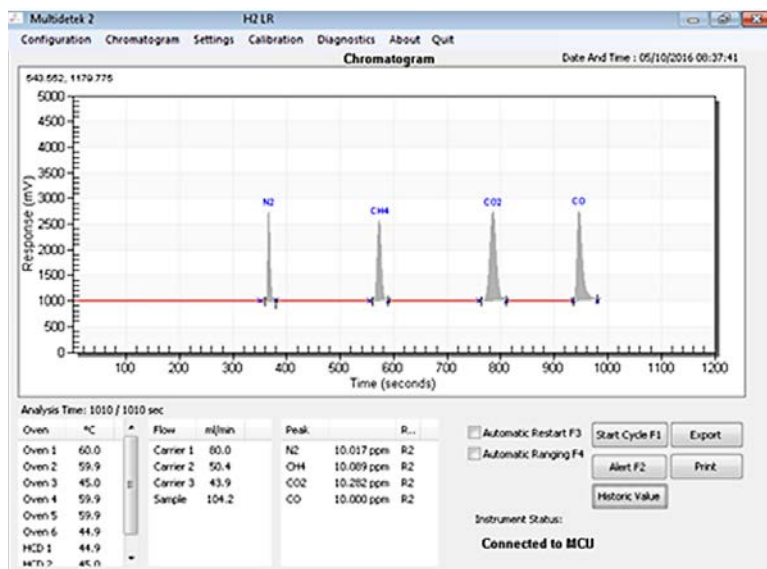 Multidetek 2 H2 LR
Configuration Chromatogram Settings Calibration Diagnostics About Quit
Chromatogram Date And Time : 05/10/2016 08:37:41
543.552, 1179.775
5000
4500
4000
3500
3000
2500
2000
1500
1000
500
0
Response (mV)
N2 CH4 CO2 CO
100 200 300 400 500 600 700 800 900 1000 1100 1200
Time (seconds)
Analysis Time: 1010 / 1010 sec
Oven °C Flow ml/min Peak R...
Oven 1 60.0 Carrier 1 80.0 N2 10.017 ppm R2
Oven 2 59.9 Carrier 2 50.4 CH4 10.089 ppm R2
Oven 3 45.0 Carrier 3 43.9 CO2 10.282 ppm R2
Oven 4 59.9 Sample 104.2 CO 10.000 ppm R2
Oven 5 59.9
Oven 6 44.9
HCD 1 44.9
HCD 2 45.0
Automatic Restart F3 Start Cycle F1 Export
Automatic Ranging F4 Alert F2 Print
Historic Value
Instrument Status:
Connected to MCU